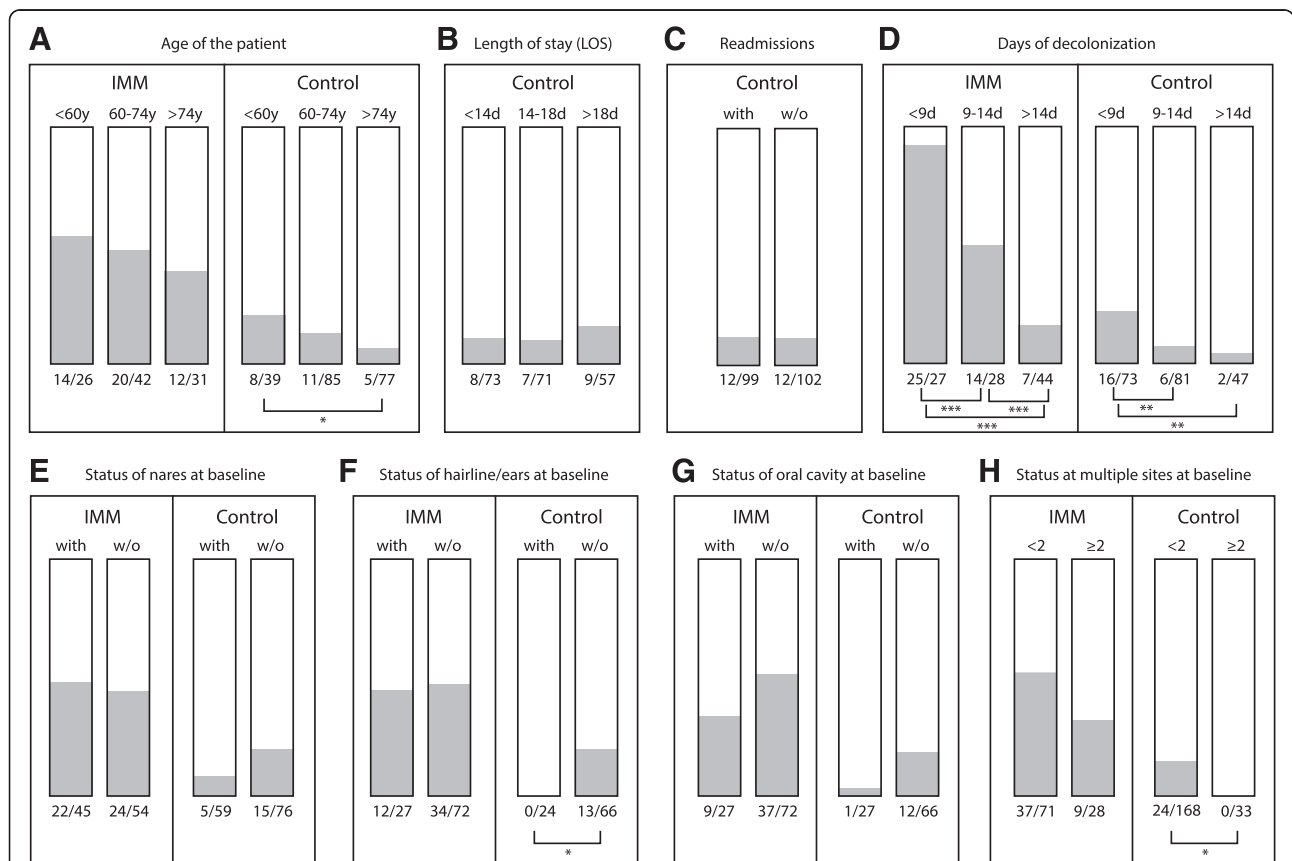 A Age of the patient
IMM Control
<60y 60-74y >74y <60y 60-74y >74y
14/26 20/42 12/31 8/39 11/85 5/77
*
B Length of stay (LOS)
Control
<14d 14-18d >18d
8/73 7/71 9/57
C Readmissions
Control
with w/o
12/99 12/102
D Days of decolonization
IMM Control
<9d 9-14d >14d <9d 9-14d >14d
25/27 14/28 7/44 16/73 6/81 2/47
*** *** **
*** **
E Status of nares at baseline
IMM Control
with w/o with w/o
22/45 24/54 5/59 15/76
F Status of hairline/ears at baseline
IMM Control
with w/o with w/o
12/27 34/72 0/24 13/66
*
G Status of oral cavity at baseline
IMM Control
with w/o with w/o
9/27 37/72 1/27 12/66
H Status at multiple sites at baseline
IMM Control
<2 ≥2 <2 ≥2
37/71 9/28 24/168 0/33
*